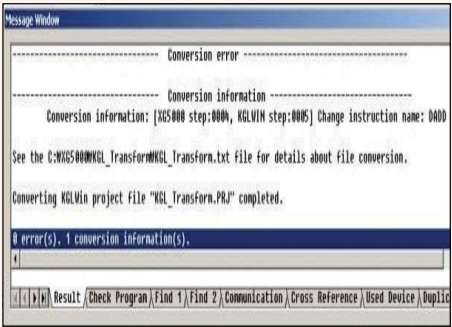 Message Window
------------------------------ Conversion error ----------------------------------
------------------------------ Conversion information -----------------------------
Conversion information: [XG5000 step:0004, KGLWIN step:0005] Change instruction name: DADD
See the C:₩XG5000₩KGL_Transform₩KGL_Transform.txt file for details about file conversion.
Converting KGLWin project file "KGL_Transform.PRJ" completed.
0 error(s). 1 conversion information(s).
Result / Check Program / Find 1 / Find 2 / Communication / Cross Reference / Used Device / Duplic